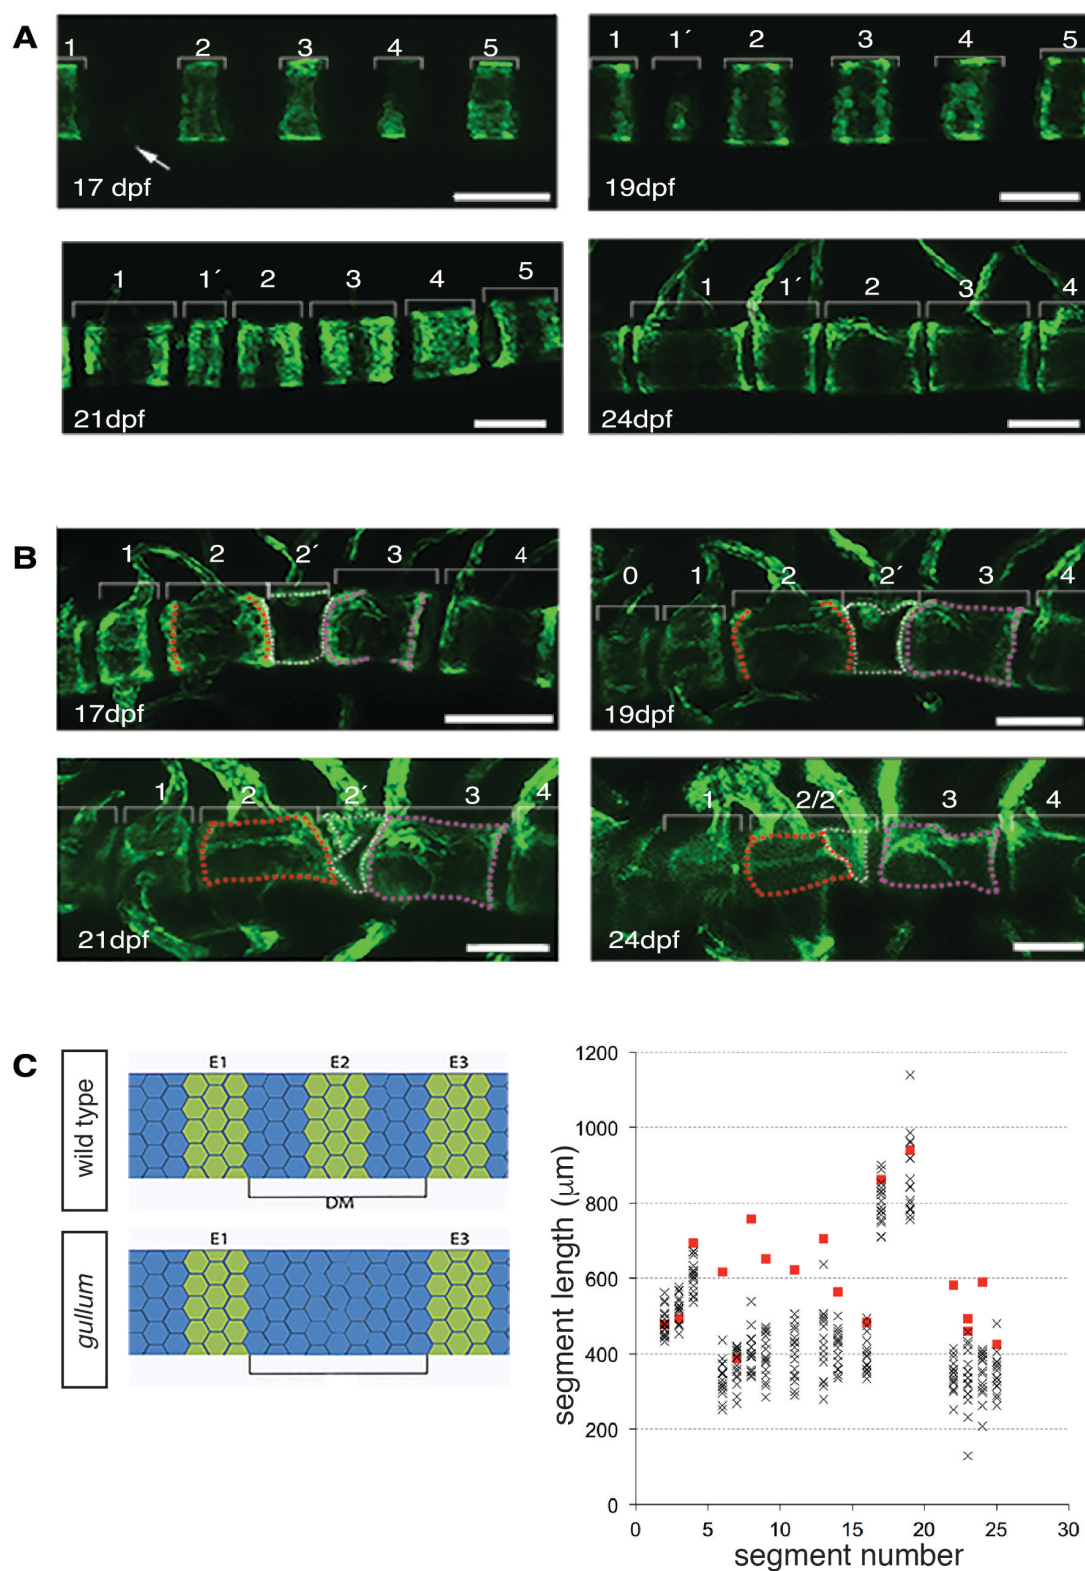 A
1 2 3 4 5
17 dpf
1 1´ 2 3 4 5
19dpf
1 1´ 2 3 4 5
21dpf
1 1´ 2 3 4
24dpf
B
1 2 2´ 3 4
17dpf
0 1 2 2´ 3 4
19dpf
1 2 2´ 3 4
21dpf
1 2/2´ 3 4
24dpf
C
wild type
E1 E2 E3
DM
gullum
E1 E3
segment length (μm)
1200
1000
800
600
400
200
0
0 5 10 15 20 25 30
segment number